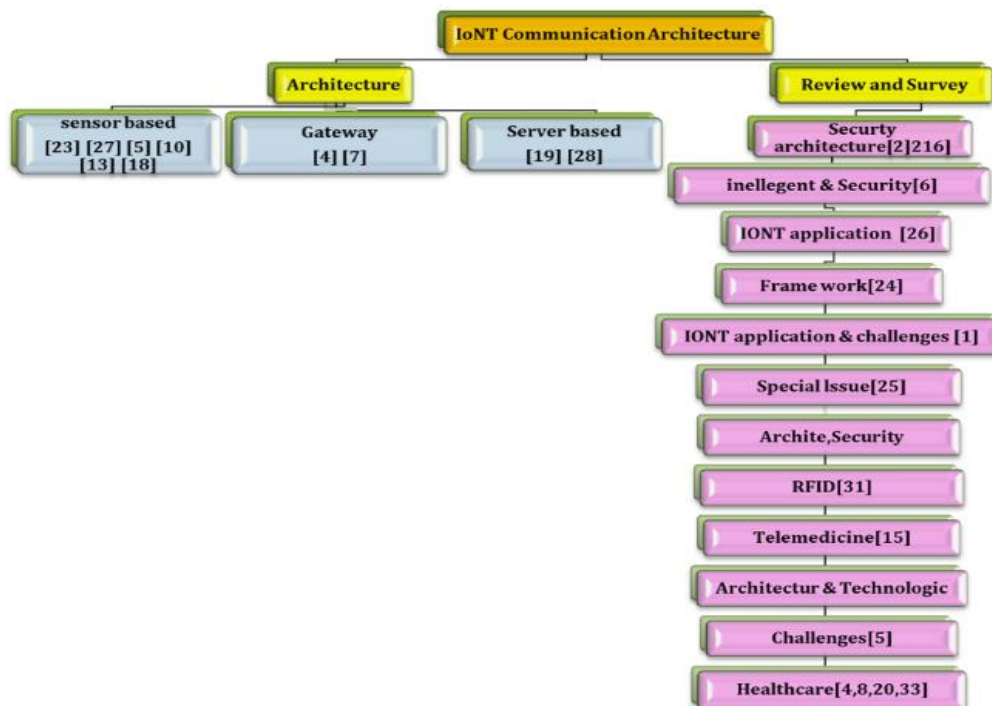 IoNT Communication Architecture
Architecture
Review and Survey
sensor based
[23] [27] [5] [10]
[13] [18]
Gateway
[4] [7]
Server based
[19] [28]
Securty
architecture[2]216]
inellegent & Security[6]
IONT application [26]
Frame work[24]
IONT application & challenges [1]
Special Issue[25]
Archite,Security
RFID[31]
Telemedicine[15]
Architectur & Technologic
Challenges[5]
Healthcare[4,8,20,33]